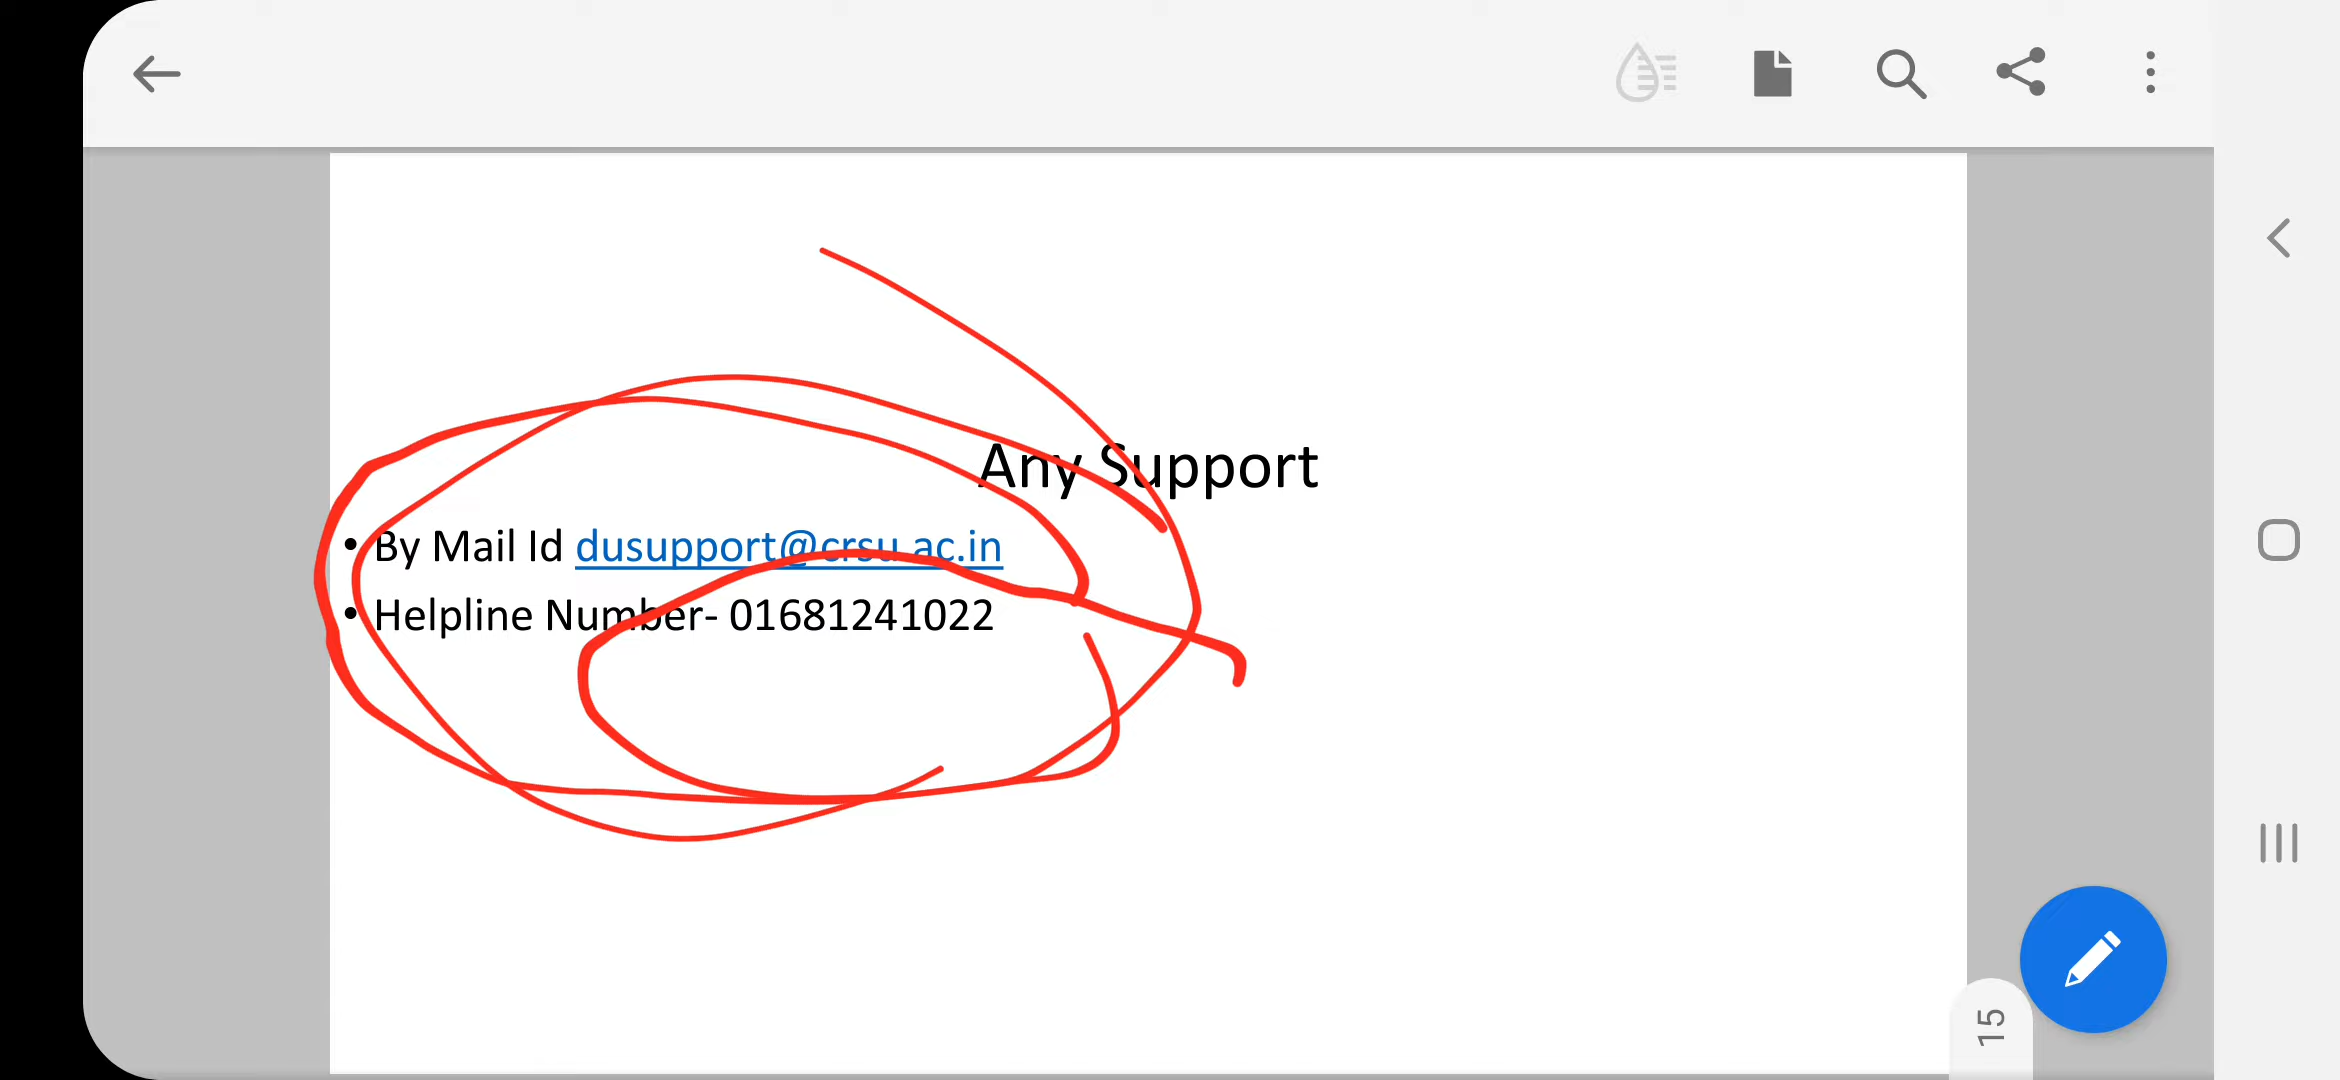 Any Support
• By Mail Id dusupport@crsu.ac.in
• Helpline Number- 01681241022
15